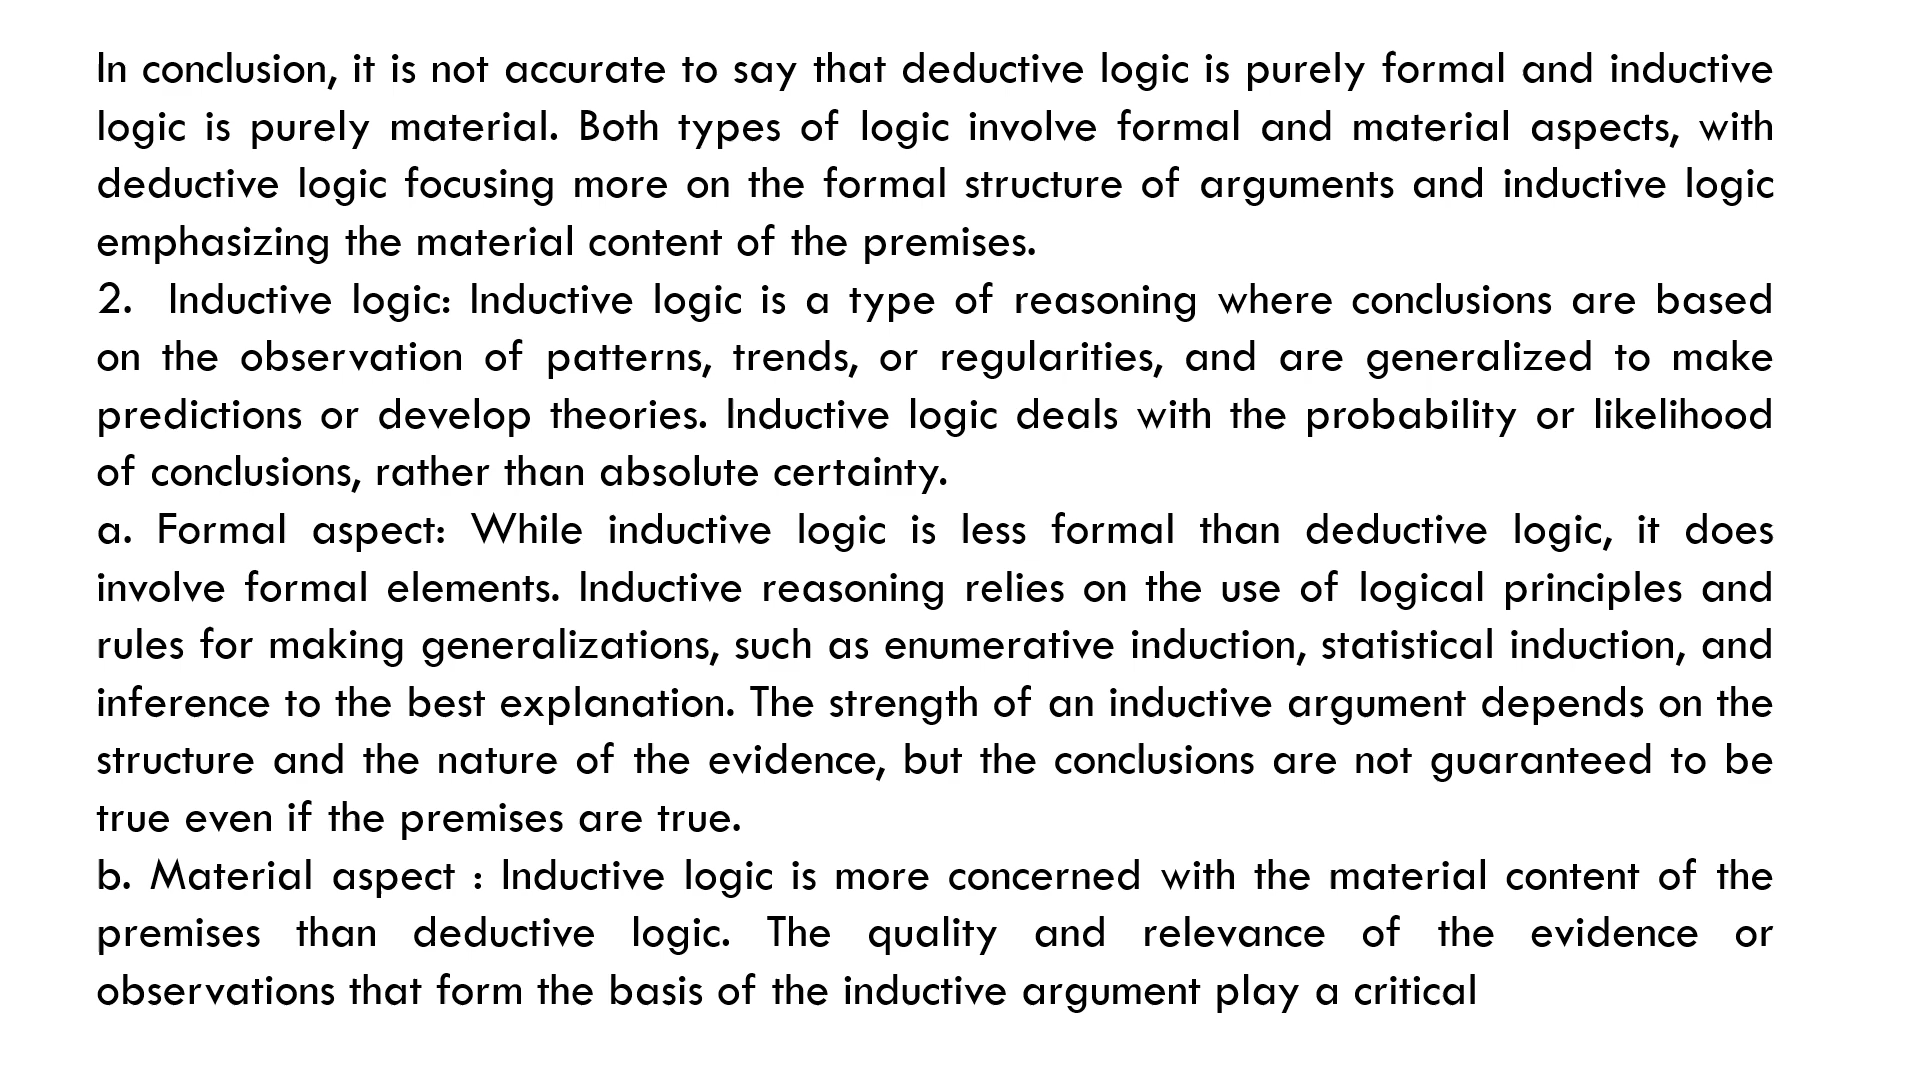 In conclusion, it is not accurate to say that deductive logic is purely formal and inductive
logic is purely material. Both types of logic involve formal and material aspects, with
deductive logic focusing more on the formal structure of arguments and inductive logic
emphasizing the material content of the premises.
2. Inductive logic: Inductive logic is a type of reasoning where conclusions are based
on the observation of patterns, trends, or regularities, and are generalized to make
predictions or develop theories. Inductive logic deals with the probability or likelihood
of conclusions, rather than absolute certainty.
a. Formal aspect: While inductive logic is less formal than deductive logic, it does
involve formal elements. Inductive reasoning relies on the use of logical principles and
rules for making generalizations, such as enumerative induction, statistical induction, and
inference to the best explanation. The strength of an inductive argument depends on the
structure and the nature of the evidence, but the conclusions are not guaranteed to be
true even if the premises are true.
b. Material aspect : Inductive logic is more concerned with the material content of the
premises than deductive logic. The quality and relevance of the evidence or
observations that form the basis of the inductive argument play a critical